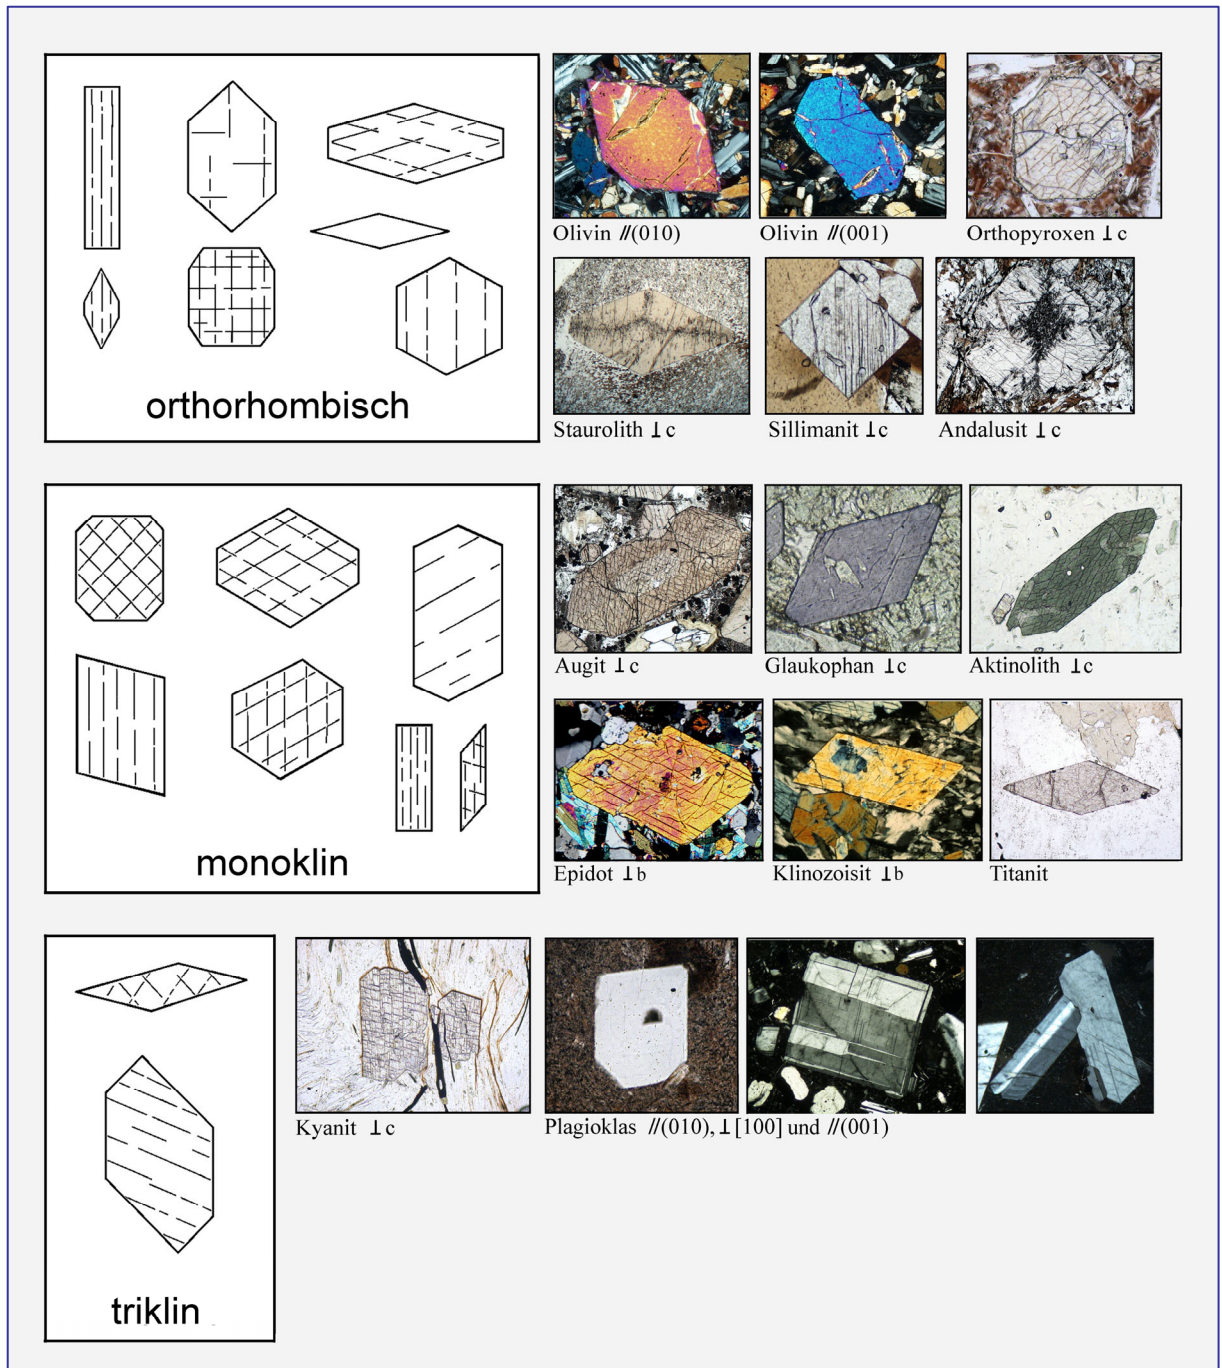 orthorhombisch
Olivin //(010)
Olivin //(001)
Orthopyroxen ⊥ c
Staurolith ⊥ c
Sillimanit ⊥ c
Andalusit ⊥ c
monoklin
Augit ⊥ c
Glaukophan ⊥ c
Aktinolith ⊥ c
Epidot ⊥ b
Klinozoisit ⊥ b
Titanit
triklin
Kyanit ⊥ c
Plagioklas //(010), ⊥ [100] und //(001)